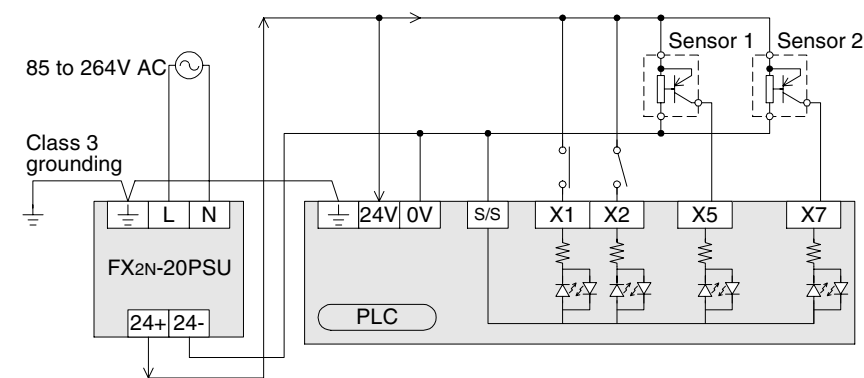 Sensor 1
Sensor 2
85 to 264V AC
Class 3
grounding
L
N
24V
0V
S/S
X1
X2
X5
X7
FX2N-20PSU
PLC
24+
24-